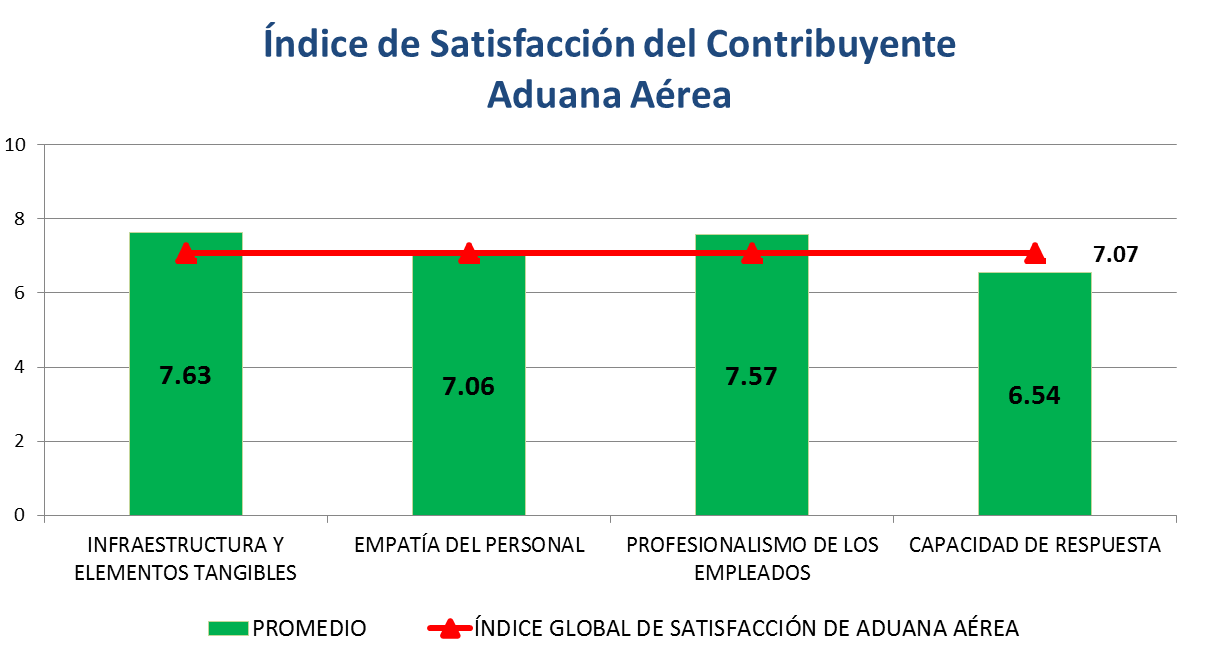 Índice de Satisfacción del Contribuyente
Aduana Aérea
10
8
6
4
2
0
7.63
7.06
7.57
6.54
7.07
INFRAESTRUCTURA Y
ELEMENTOS TANGIBLES
EMPATÍA DEL PERSONAL
PROFESIONALISMO DE LOS
EMPLEADOS
CAPACIDAD DE RESPUESTA
PROMEDIO
ÍNDICE GLOBAL DE SATISFACCIÓN DE ADUANA AÉREA